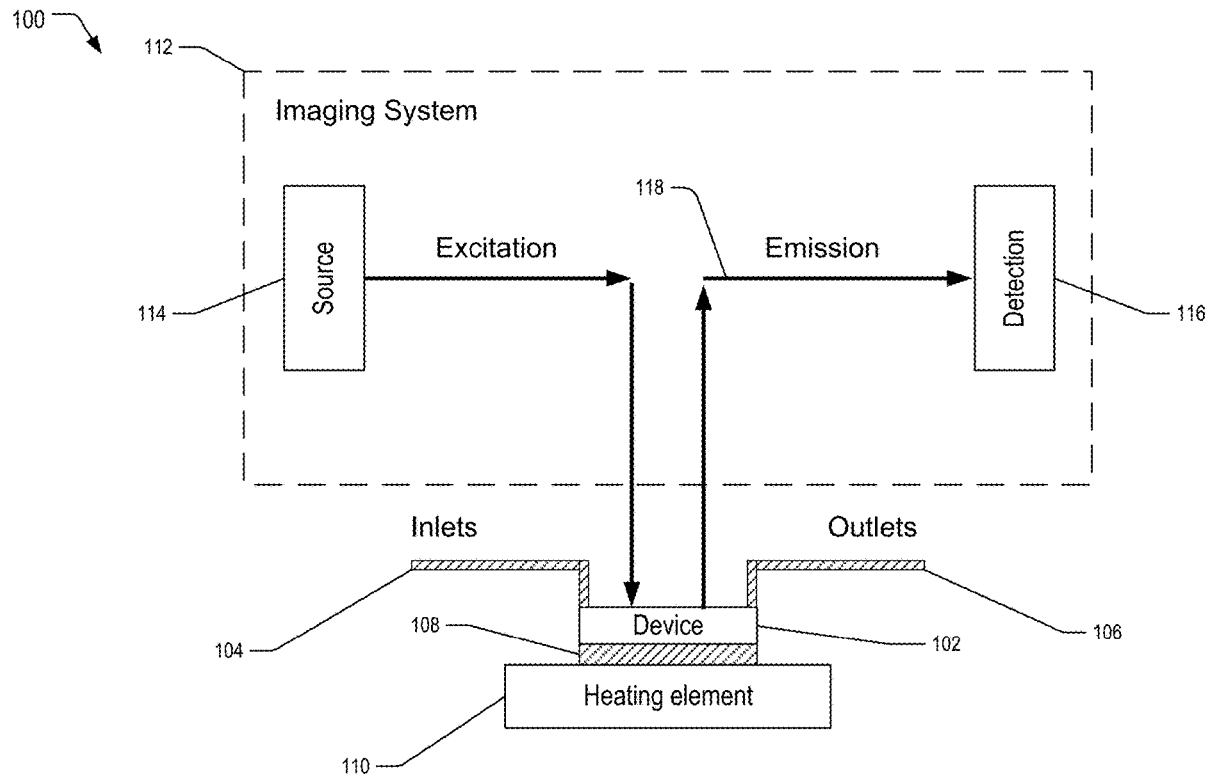 100
112
Imaging System
118
Excitation
Emission
Source
Detection
114
116
Inlets
Outlets
Device
108
104
102
106
Heating element
110